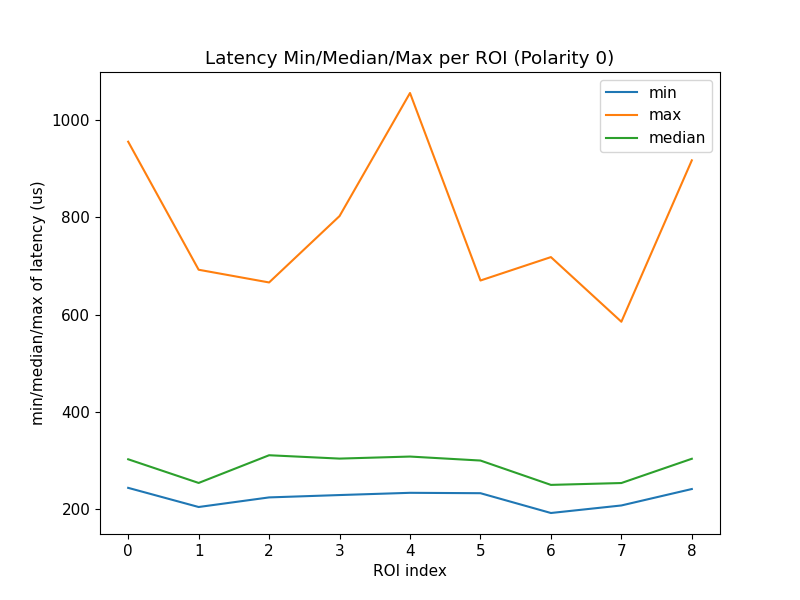 Latency Min/Median/Max per ROI (Polarity 0)
min
max
median
1000
800
600
400
200
min/median/max of latency (us)
0 1 2 3 4 5 6 7 8
ROI index